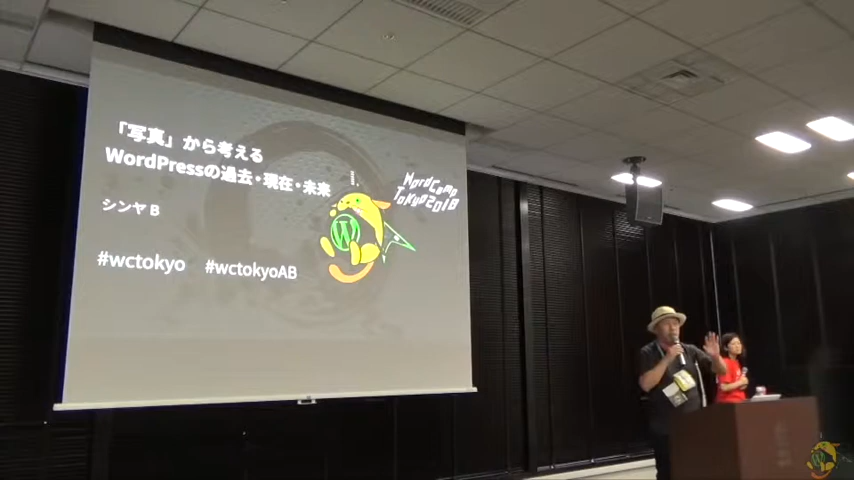 「写真」から考える
WordPressの過去・現在・未来
シンヤ B
#wctokyo #wctokyoAB
WordCamp
Tokyo2018